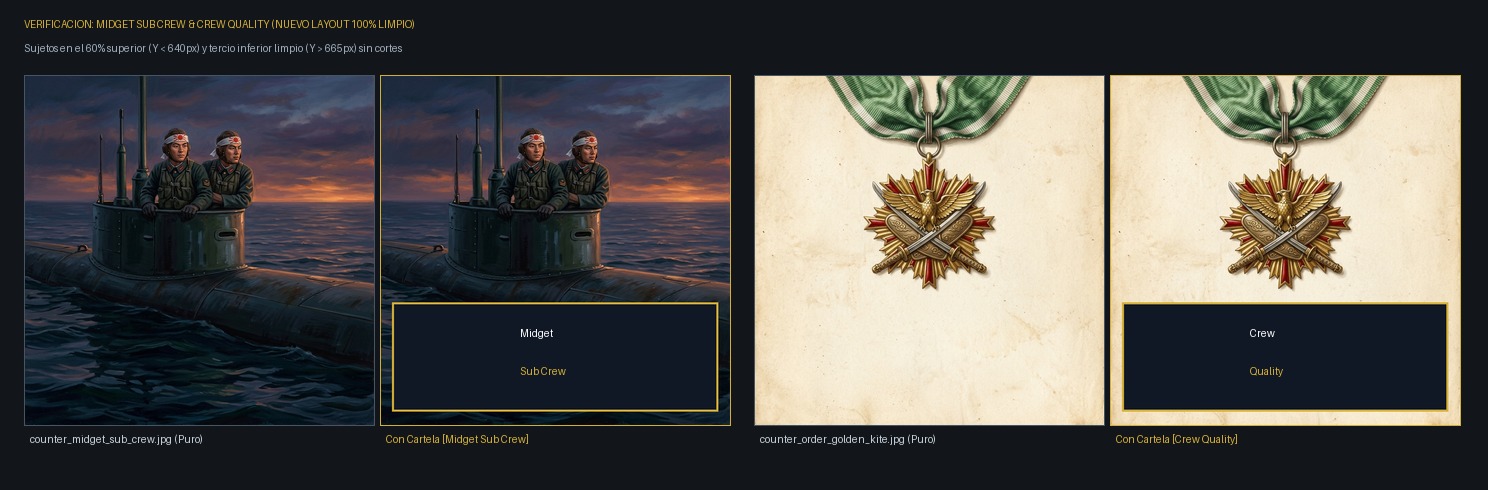 VERIFICACION: MIDGET SUB CREW & CREW QUALITY (NUEVO LAYOUT 100% LIMPIO)
Sujetos en el 60% superior (Y < 640px) y tercio inferior limpio (Y > 665px) sin cortes
Midget
Sub Crew
Crew
Quality
counter_midget_sub_crew.jpg (Puro)
Con Cartela [Midget Sub Crew]
counter_order_golden_kite.jpg (Puro)
Con Cartela [Crew Quality]